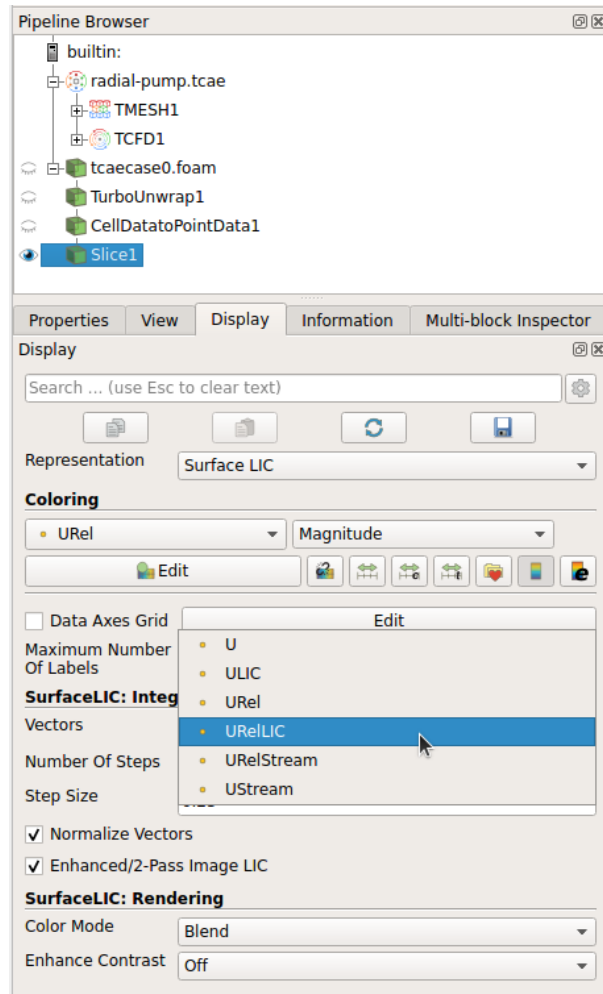 Pipeline Browser
builtin:
radial-pump.tcae
TMESH1
TCFD1
tcaecase0.foam
TurboUnwrap1
CellDatatoPointData1
Slice1
Properties View Display Information Multi-block Inspector
Display
Search ... (use Esc to clear text)
Representation Surface LIC
Coloring
URel Magnitude
Edit
Data Axes Grid Edit
Maximum Number
Of Labels
U
ULIC
SurfaceLIC: Integ
URel
Vectors
URelLIC
Number Of Steps
URelStream
Step Size
UStream
Normalize Vectors
Enhanced/2-Pass Image LIC
SurfaceLIC: Rendering
Color Mode Blend
Enhance Contrast Off